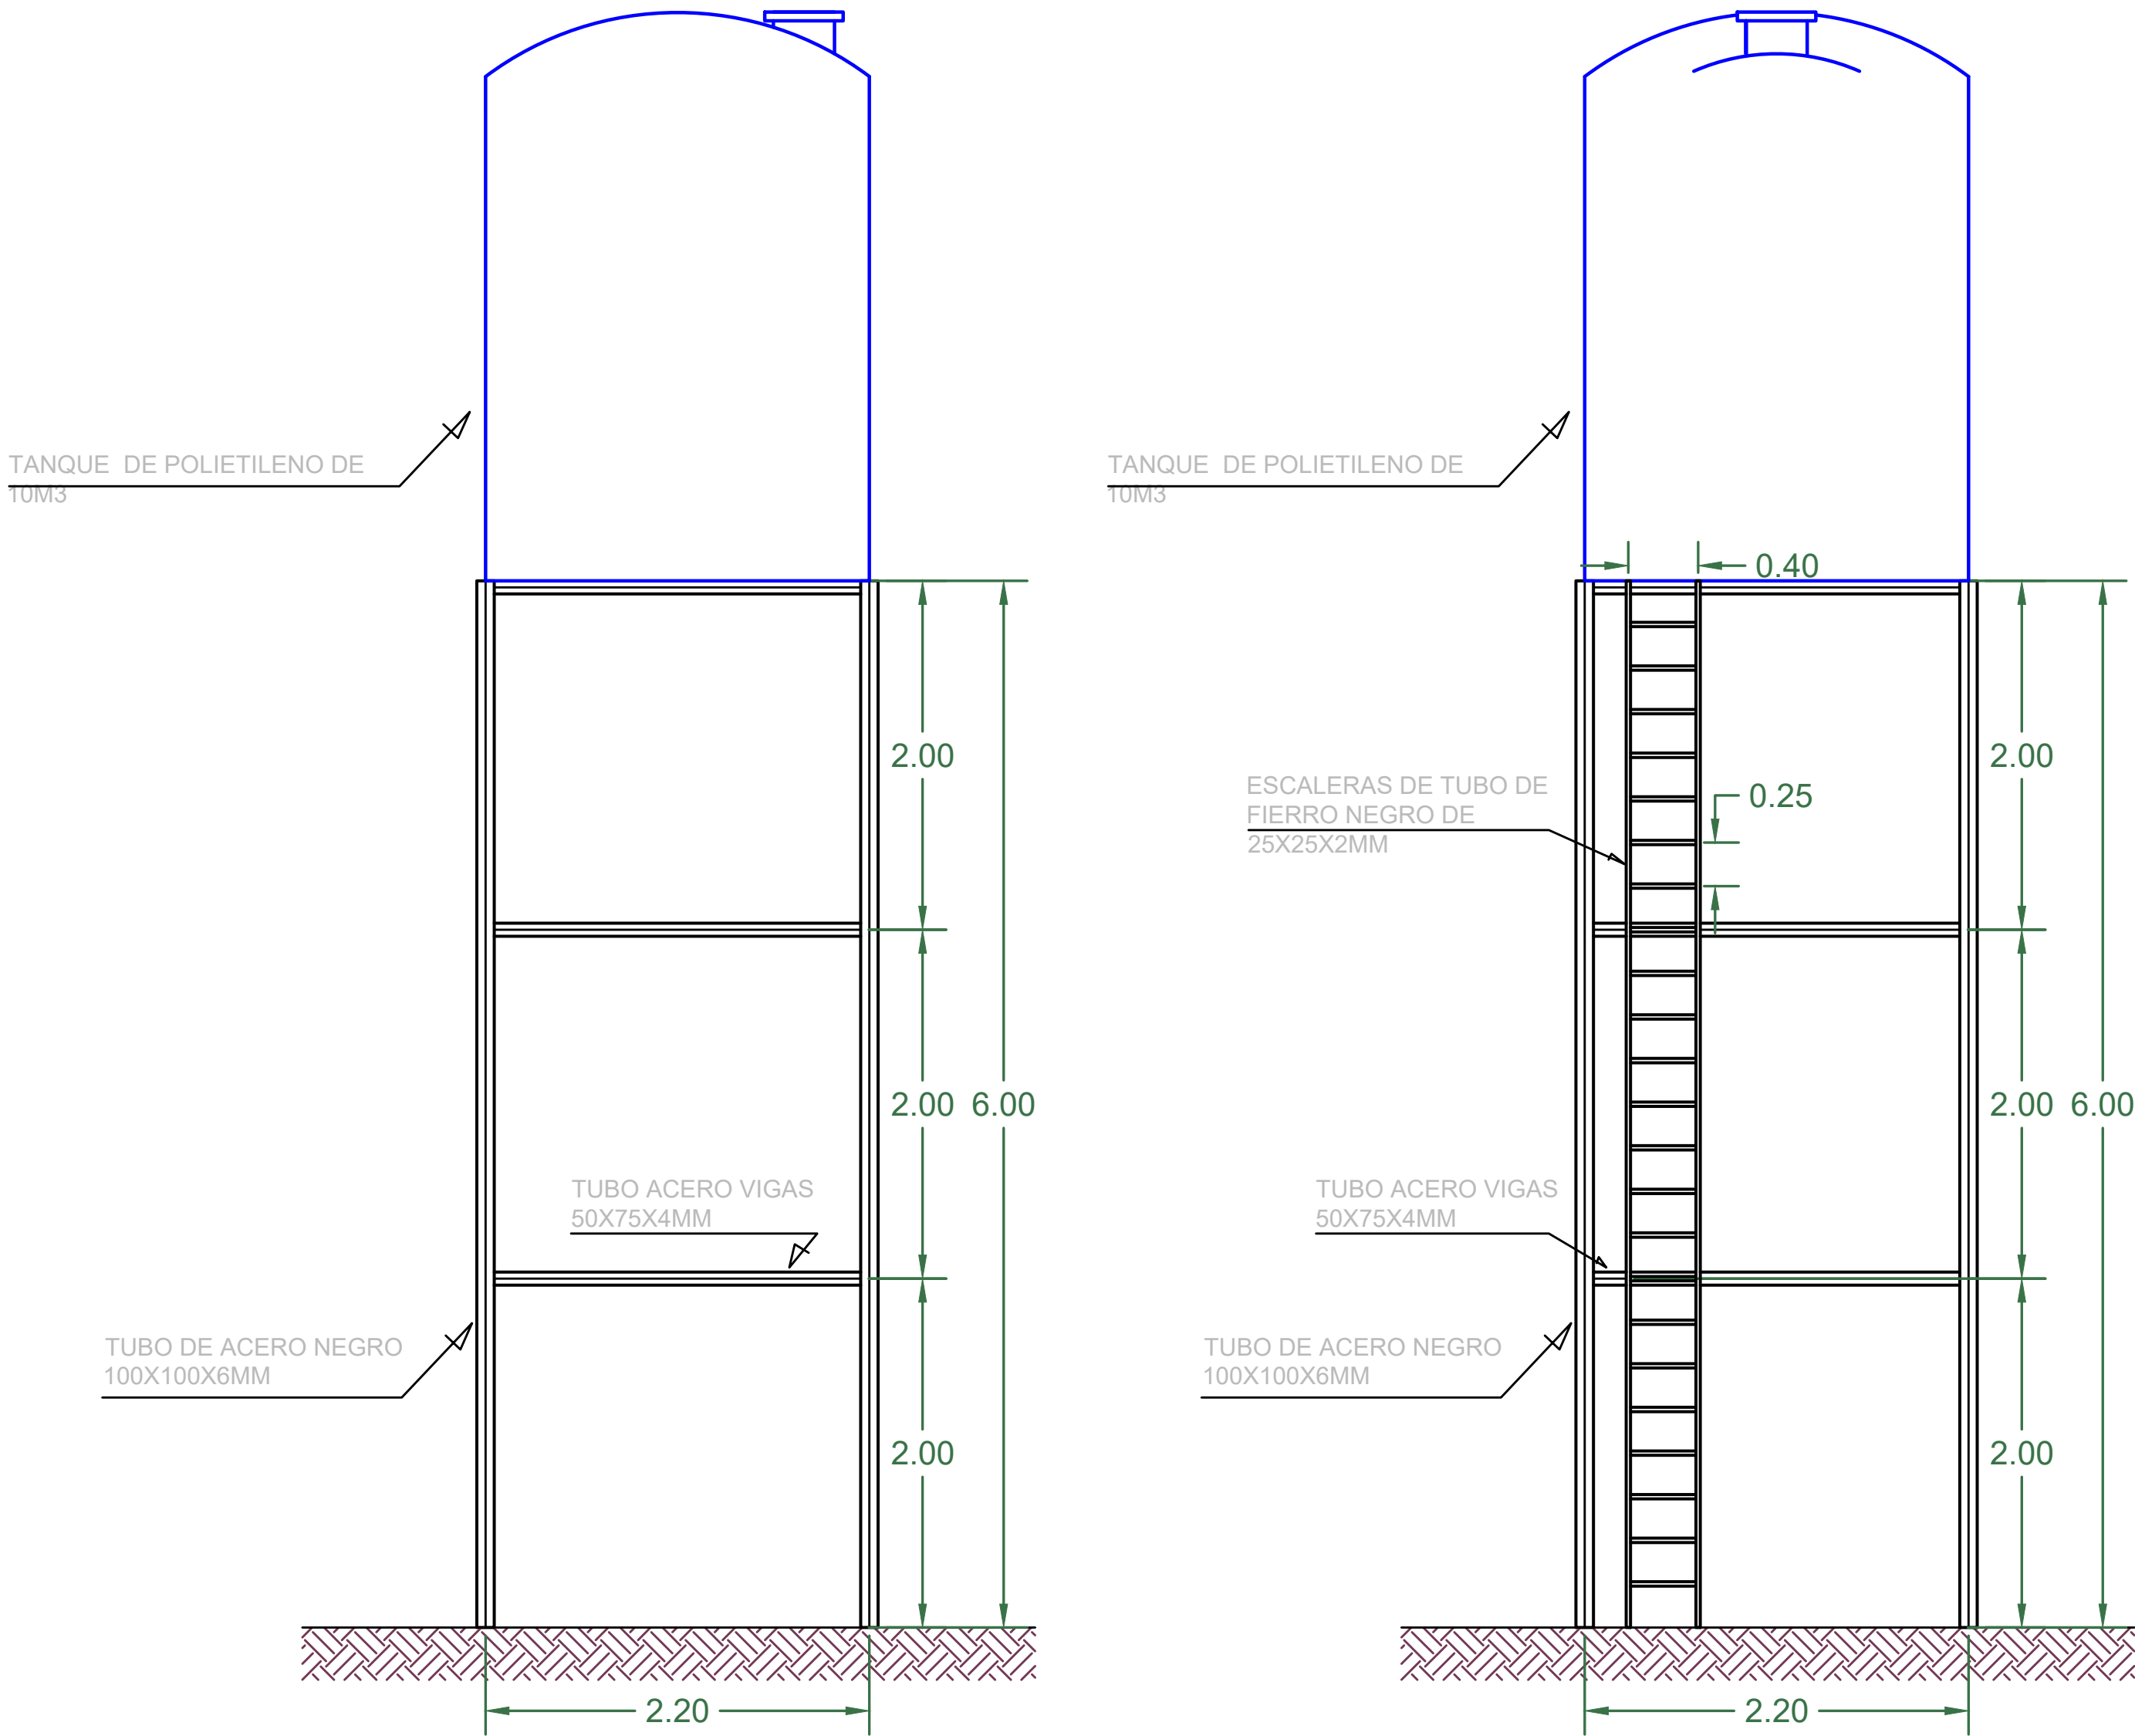 TANQUE  DE POLIETILENO DE
10M3
2.00
2.00
6.00
TUBO ACERO VIGAS
50X75X4MM
TUBO DE ACERO NEGRO
100X100X6MM
2.00
2.20
TANQUE  DE POLIETILENO DE
10M3
0.40
2.00
ESCALERAS DE TUBO DE
FIERRO NEGRO DE
25X25X2MM
0.25
2.00
6.00
TUBO ACERO VIGAS
50X75X4MM
TUBO DE ACERO NEGRO
100X100X6MM
2.00
2.20